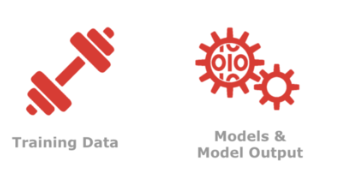 Training Data
Models &
Model Output